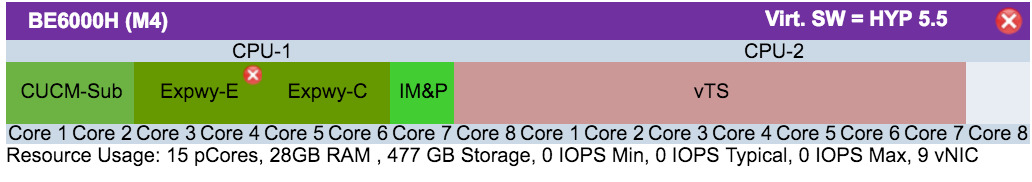 BE6000H (M4) Virt. SW = HYP 5.5
CPU-1 CPU-2
CUCM-Sub Expwy-E Expwy-C IM&P vTS
Core 1 Core 2 Core 3 Core 4 Core 5 Core 6 Core 7 Core 8 Core 1 Core 2 Core 3 Core 4 Core 5 Core 6 Core 7 Core 8
Resource Usage: 15 pCores, 28GB RAM , 477 GB Storage, 0 IOPS Min, 0 IOPS Typical, 0 IOPS Max, 9 vNIC